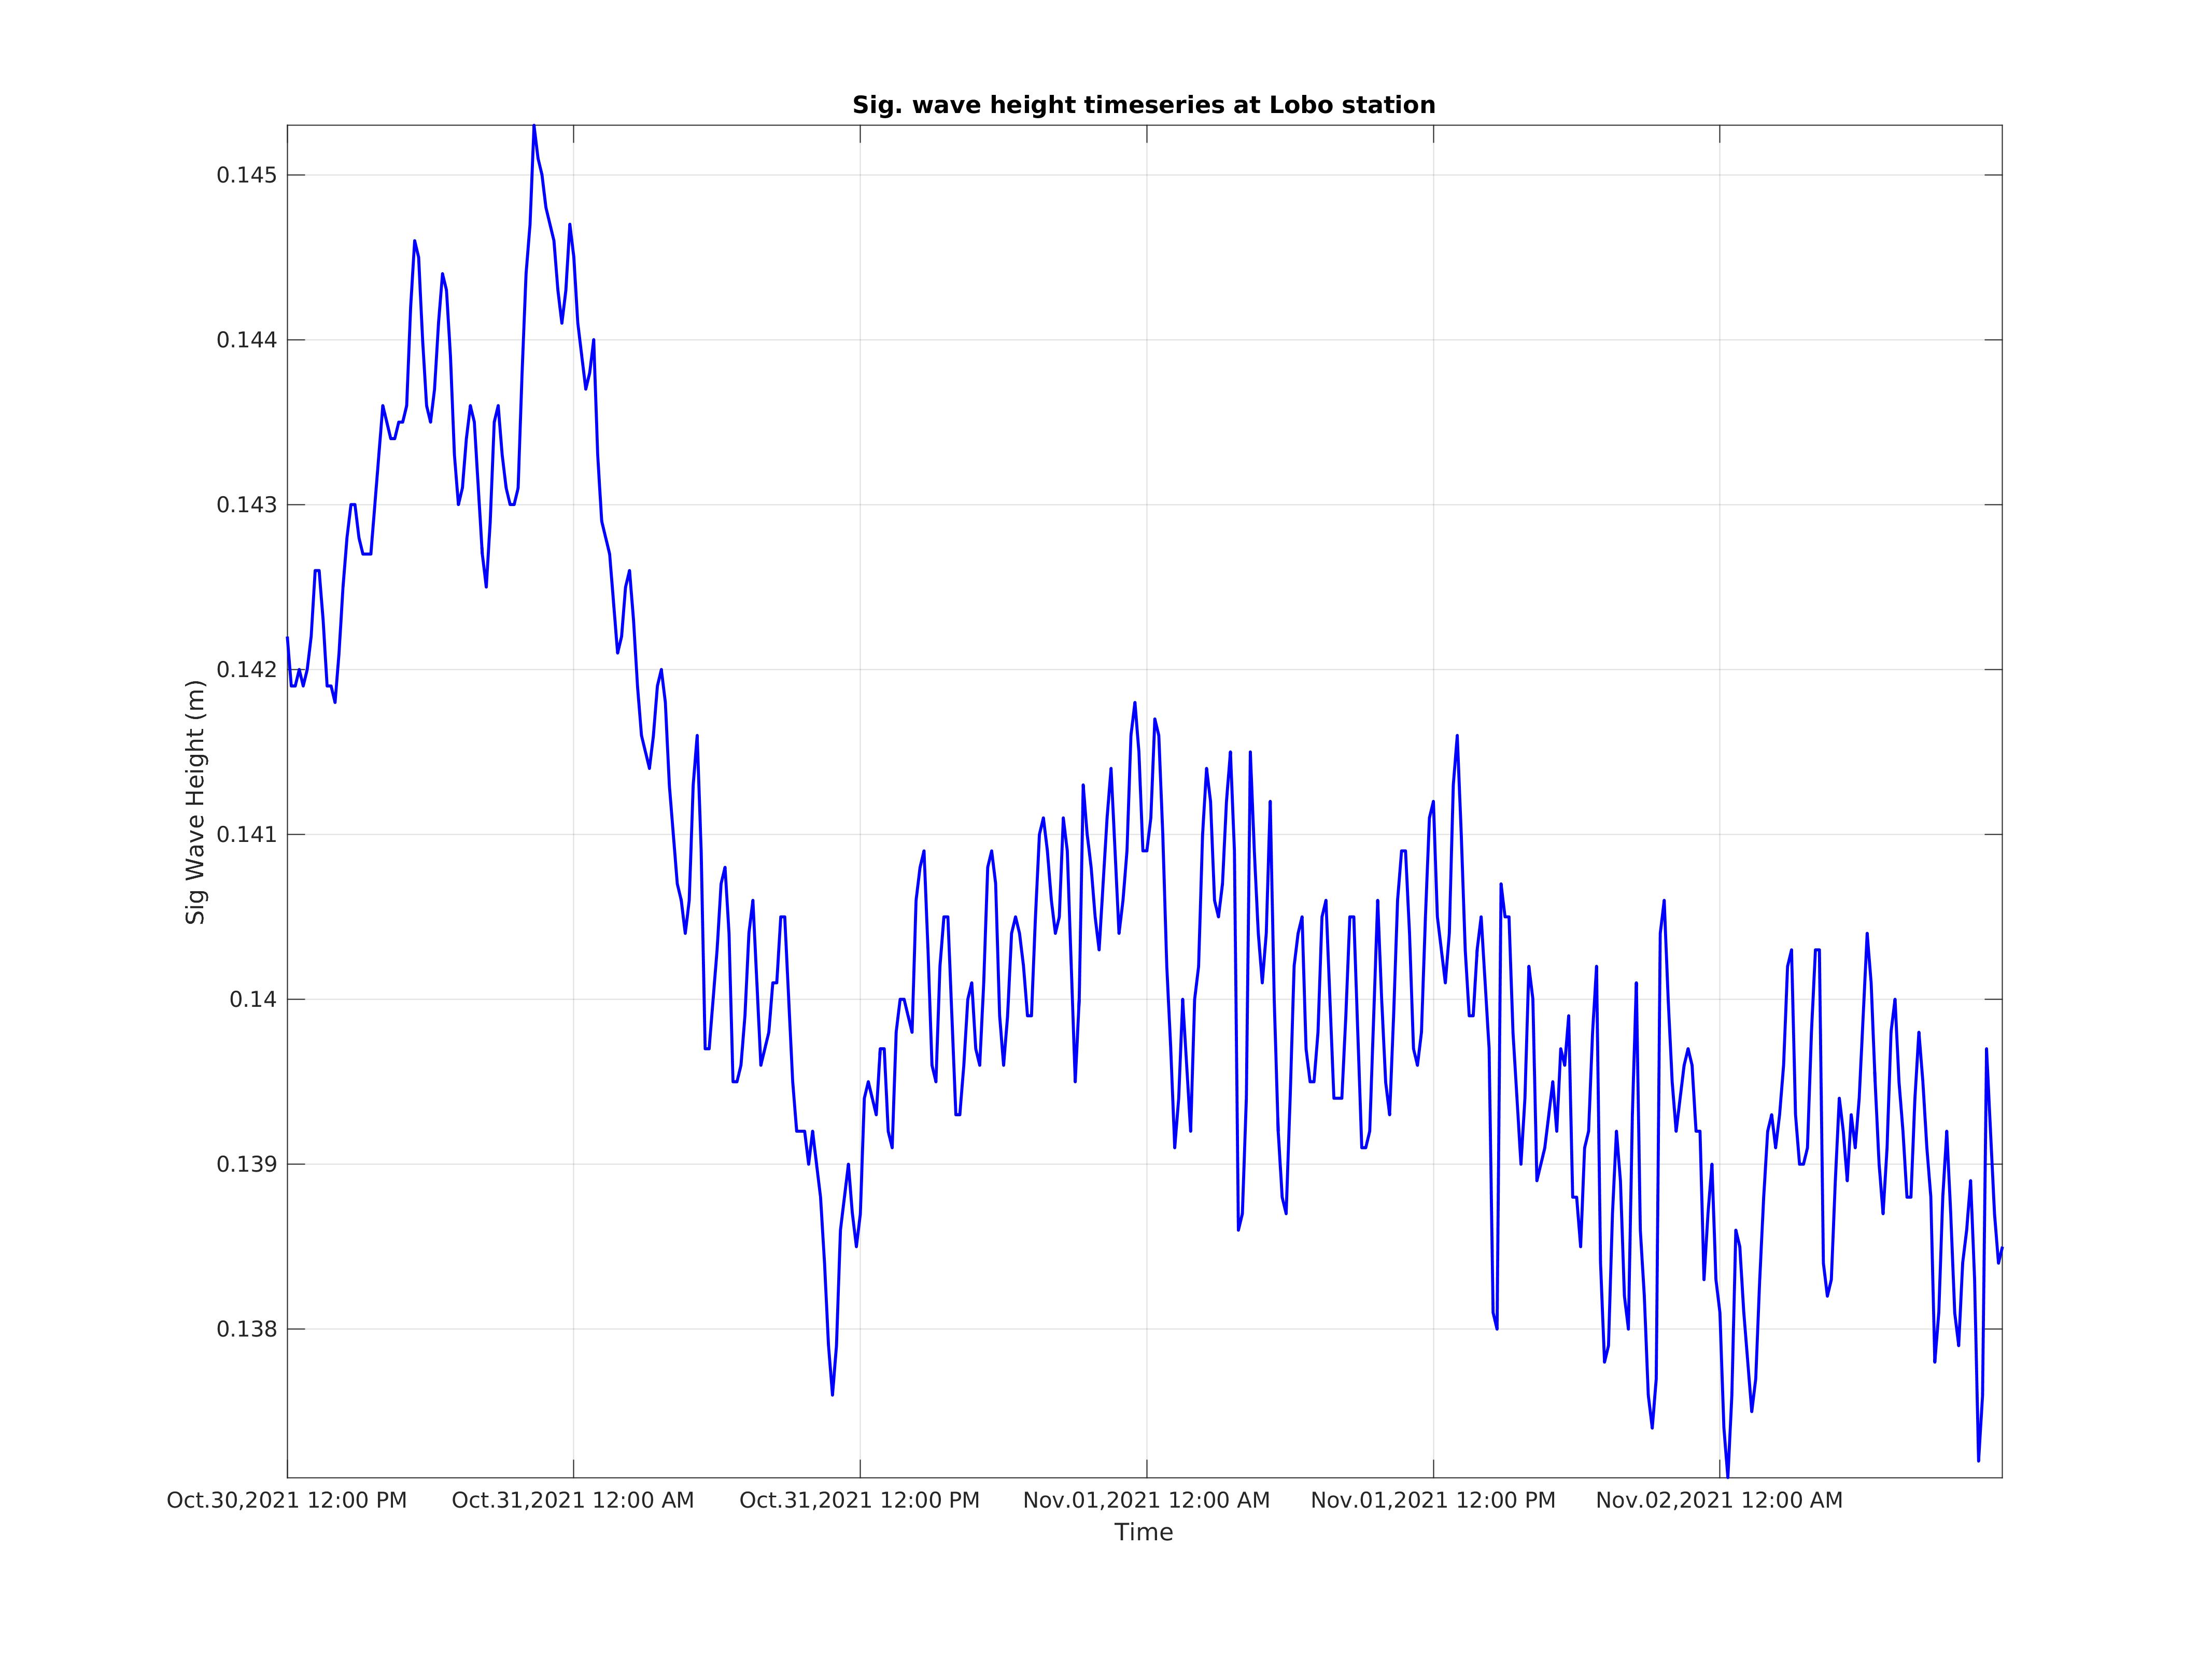 Sig. wave height timeseries at Lobo station
0.145
0.144
0.143
0.142
0.141
0.14
0.139
0.138
Sig Wave Height (m)
Oct.30,2021 12:00 PM Oct.31,2021 12:00 AM Oct.31,2021 12:00 PM Nov.01,2021 12:00 AM Nov.01,2021 12:00 PM Nov.02,2021 12:00 AM
Time